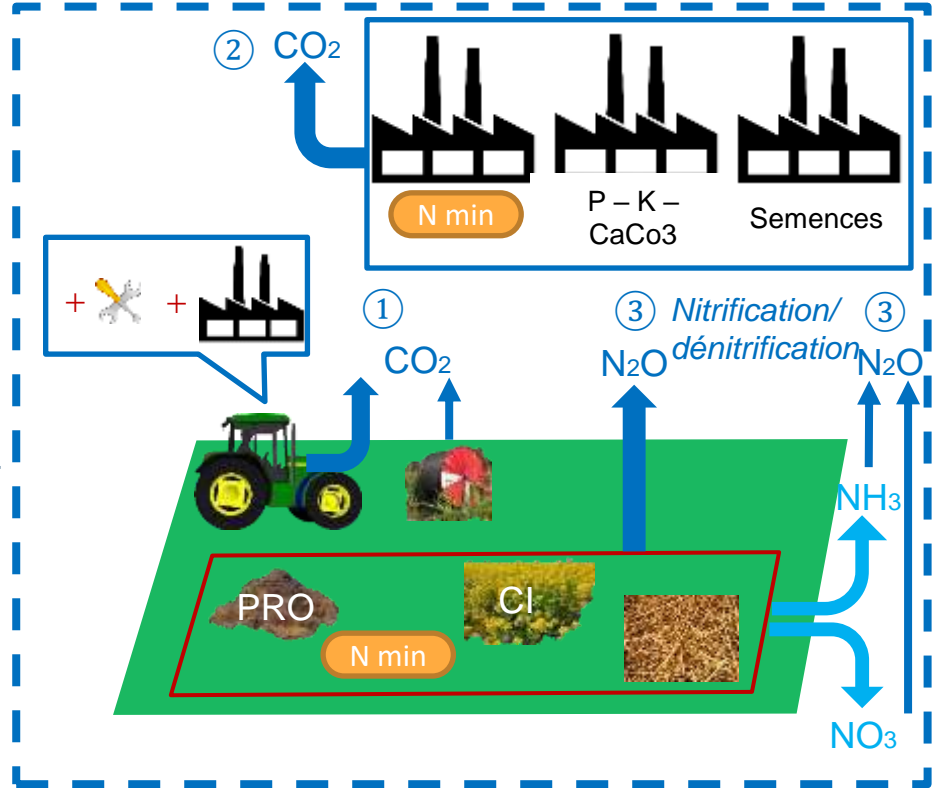 ② CO2
N min
P – K –
CaCo3
Semences
+ +
①
CO2
③ Nitrification/ ③
dénitrification
N2O N2O
NH3
PRO
CI
N min
NO3